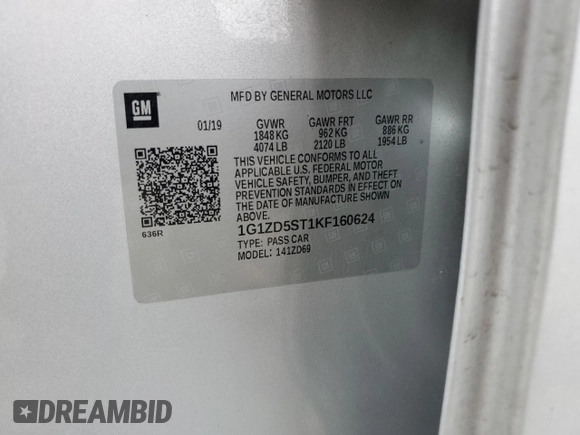 GM
MFD BY GENERAL MOTORS LLC
01/19 GVWR GAWR FRT GAWR RR
1848 KG 962 KG 886 KG
4074 LB 2120 LB 1954 LB
THIS VEHICLE CONFORMS TO ALL
APPLICABLE U.S. FEDERAL MOTOR
VEHICLE SAFETY, BUMPER, AND THEFT
PREVENTION STANDARDS IN EFFECT ON
THE DATE OF MANUFACTURE SHOWN
ABOVE.
1G1ZD5ST1KF160624
636R
TYPE: PASS CAR
MODEL: 141ZD69
DREAMBID